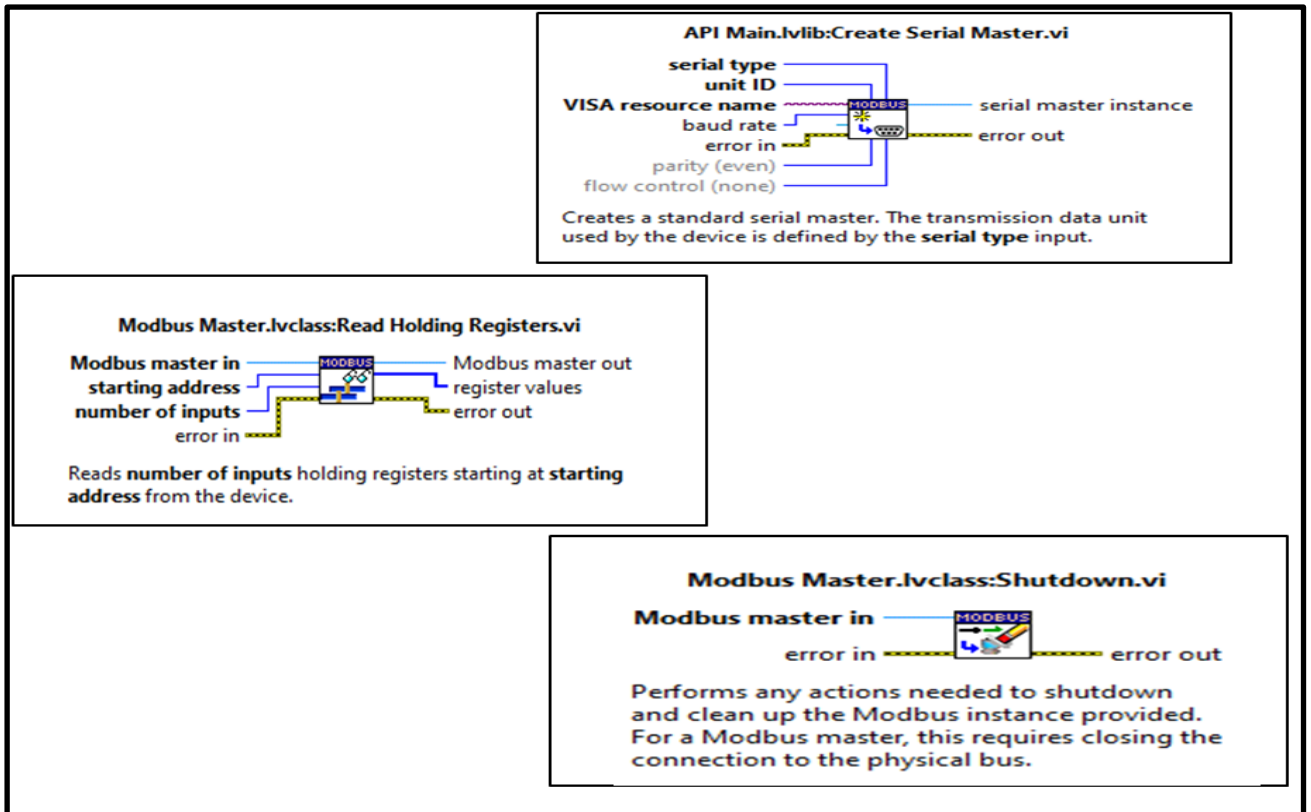 API Main.lvlib:Create Serial Master.vi
serial type
unit ID
VISA resource name
MODBUS
serial master instance
baud rate
error in
error out
parity (even)
flow control (none)
Creates a standard serial master. The transmission data unit
used by the device is defined by the serial type input.
Modbus Master.lvclass:Read Holding Registers.vi
Modbus master in
MODBUS
Modbus master out
starting address
register values
number of inputs
error out
error in
Reads number of inputs holding registers starting at starting
address from the device.
Modbus Master.lvclass:Shutdown.vi
Modbus master in
MODBUS
error in
error out
Performs any actions needed to shutdown
and clean up the Modbus instance provided.
For a Modbus master, this requires closing the
connection to the physical bus.